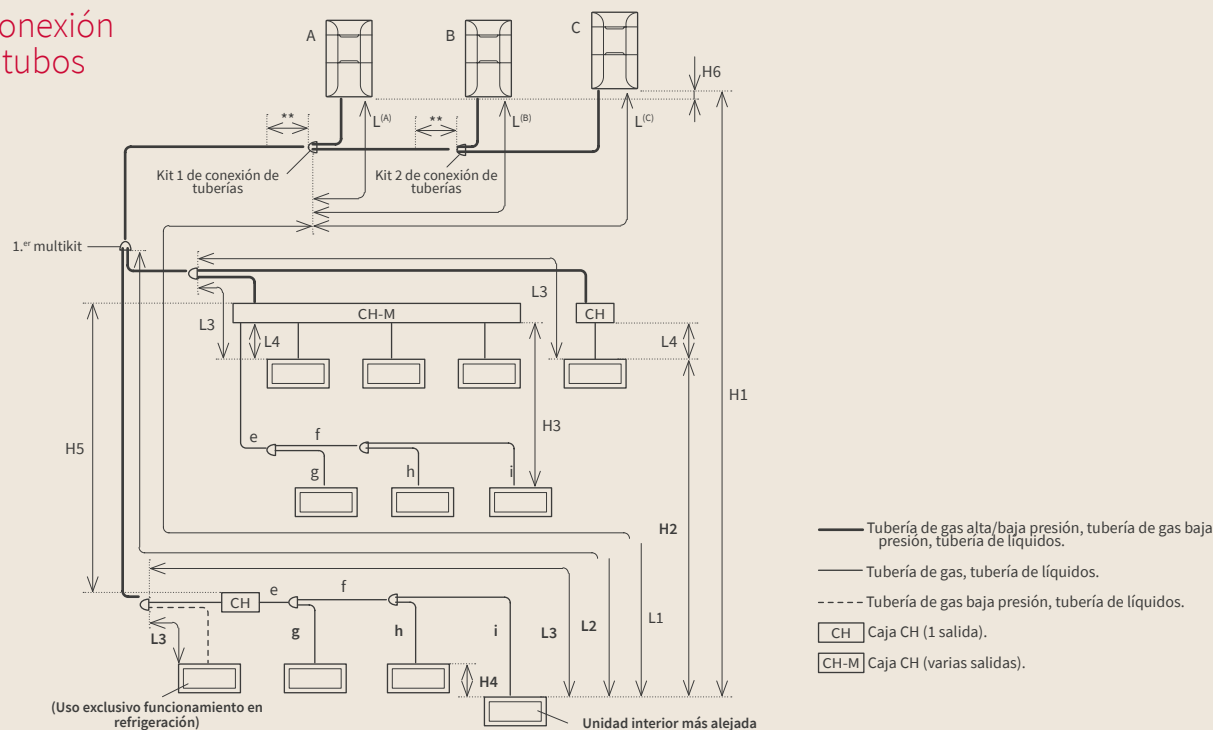 onexión
tubos
A
B
C
H6
**
L(A)
**
L(B)
L(C)
Kit 1 de conexión de
tuberías
Kit 2 de conexión de
tuberías
1.er multikit
L3
CH-M
CH
L3
L4
L4
H1
H5
H3
e
f
g
h
i
H2
CH
e
f
L3
g
h
i
L3
L2
L1
H4
(Uso exclusivo funcionamiento en
refrigeración)
Unidad interior más alejada
Tubería de gas alta/baja presión, tubería de gas baja
presión, tubería de líquidos.
Tubería de gas, tubería de líquidos.
Tubería de gas baja presión, tubería de líquidos.
CH Caja CH (1 salida).
CH-M Caja CH (varias salidas).